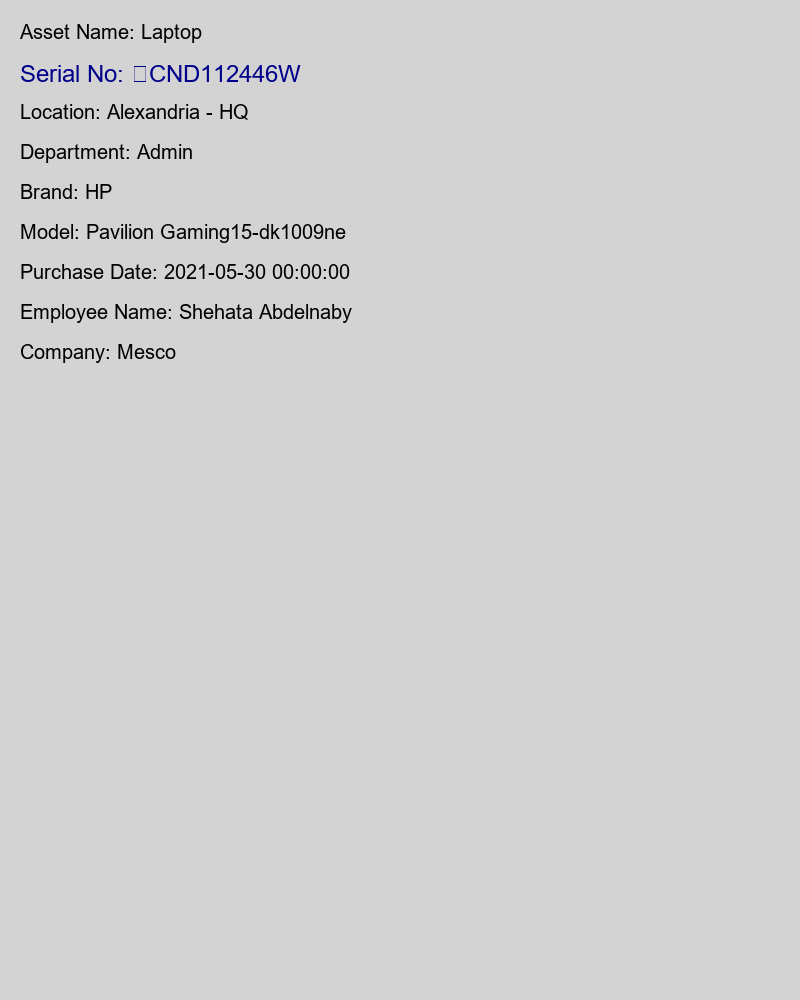 Asset Name: Laptop
Serial No: CND112446W
Location: Alexandria - HQ
Department: Admin
Brand: HP
Model: Pavilion Gaming15-dk1009ne
Purchase Date: 2021-05-30 00:00:00
Employee Name: Shehata Abdelnaby
Company: Mesco